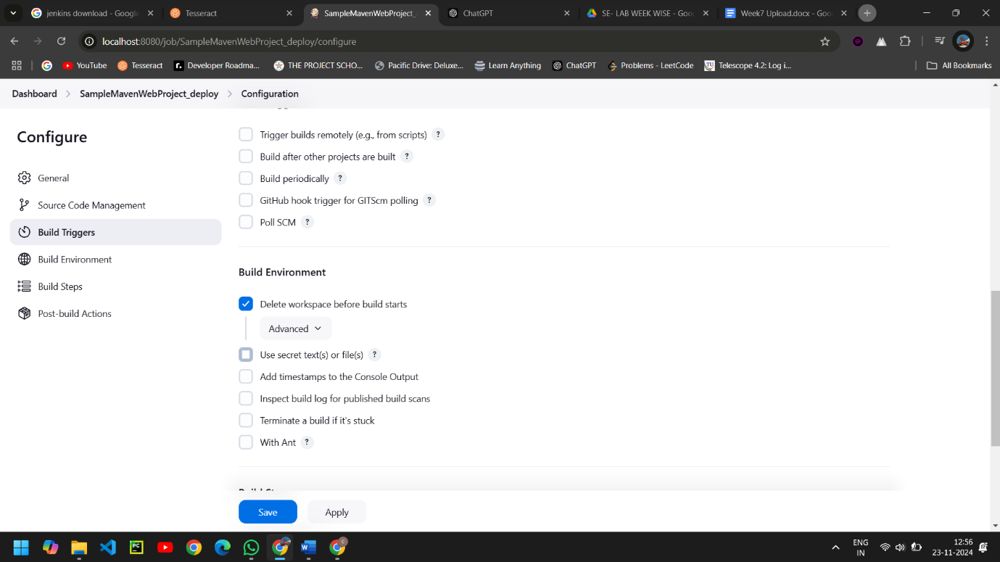 jenkins download - Google
Tesseract
SampleMavenWebProject_
ChatGPT
SE- LAB WEEK WISE - Goo
Week7 Upload.docx - Goo
localhost:8080/job/SampleMavenWebProject_deploy/configure
YouTube
Tesseract
Developer Roadma...
THE PROJECT SCHO...
Pacific Drive: Deluxe...
Learn Anything
ChatGPT
Problems - LeetCode
Telescope 4.2: Log i...
All Bookmarks
Dashboard > SampleMavenWebProject_deploy > Configuration
Configure
General
Source Code Management
Build Triggers
Build Environment
Build Steps
Post-build Actions
Trigger builds remotely (e.g., from scripts) ?
Build after other projects are built ?
Build periodically ?
GitHub hook trigger for GITScm polling ?
Poll SCM ?
Build Environment
Delete workspace before build starts
Advanced
Use secret text(s) or file(s) ?
Add timestamps to the Console Output
Inspect build log for published build scans
Terminate a build if it's stuck
With Ant ?
Save
Apply
ENG
IN
12:56
23-11-2024